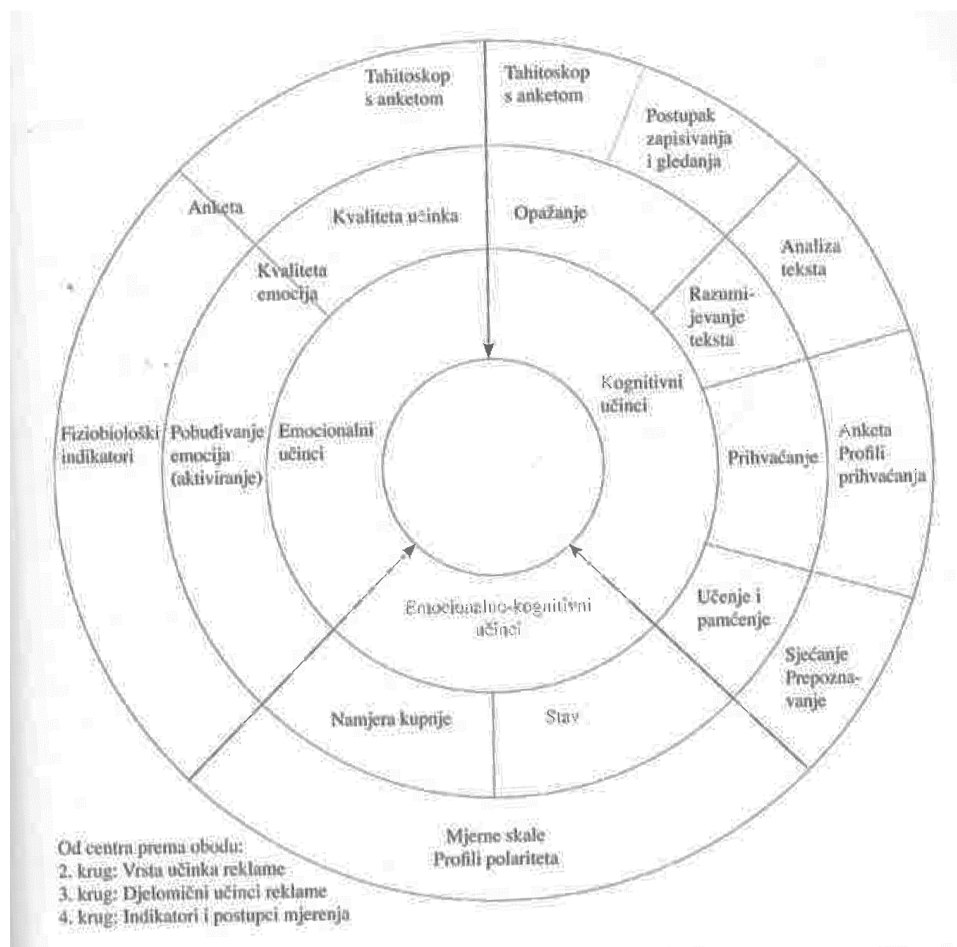 Tahitoskop
s anketom
Tahitoskop
s anketom
Postupak
zapisivanja
i gledanja
Anketa
Kvaliteta učinka
Opažanje
Analiza
teksta
Kvaliteta
emocija
Razumi-
jevanje
teksta
Kognitivni
učinci
Fiziobiološki
indikatori
Pobuđivanje
emocija
(aktiviranje)
Emocionalni
učinci
Prihvaćanje
Anketa
Profili
prihvaćanja
Emocionalno-kognitivni
učinci
Učenje i
pamćenje
Sjećanje
Prepozna-
vanje
Namjera kupnje
Stav
Mjerne skale
Profili polariteta
Od centra prema obodu:
2. krug: Vrsta učinka reklame
3. krug: Djelomični učinci reklame
4. krug: Indikatori i postupci mjerenja